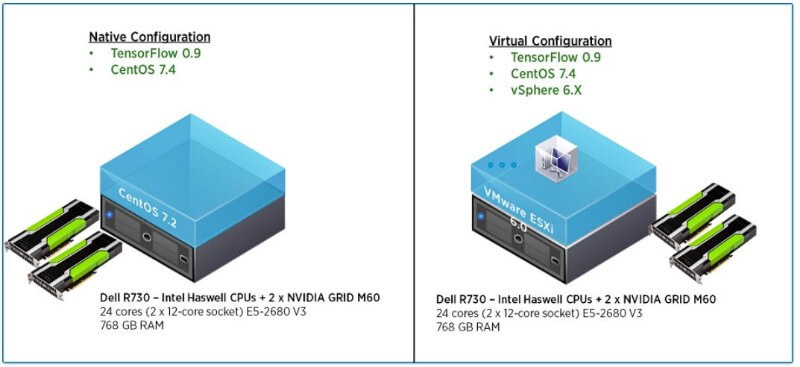 Native Configuration
• TensorFlow 0.9
• CentOS 7.4
CentOS 7.2
Dell R730 – Intel Haswell CPUs + 2 x NVIDIA GRID M60
24 cores (2 x 12-core socket) E5-2680 V3
768 GB RAM
Virtual Configuration
• TensorFlow 0.9
• CentOS 7.4
• vSphere 6.X
VMware ESXi
6.0
Dell R730 – Intel Haswell CPUs + 2 x NVIDIA GRID M60
24 cores (2 x 12-core socket) E5-2680 V3
768 GB RAM